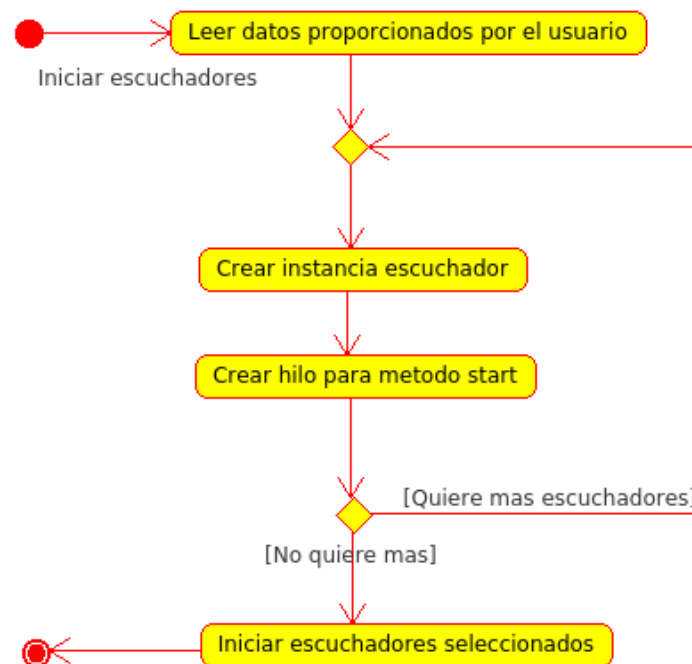 Leer datos proporcionados por el usuario
Iniciar escuchadores
Crear instancia escuchador
Crear hilo para metodo start
[Quiere mas escuchadores]
[No quiere mas]
Iniciar escuchadores seleccionados